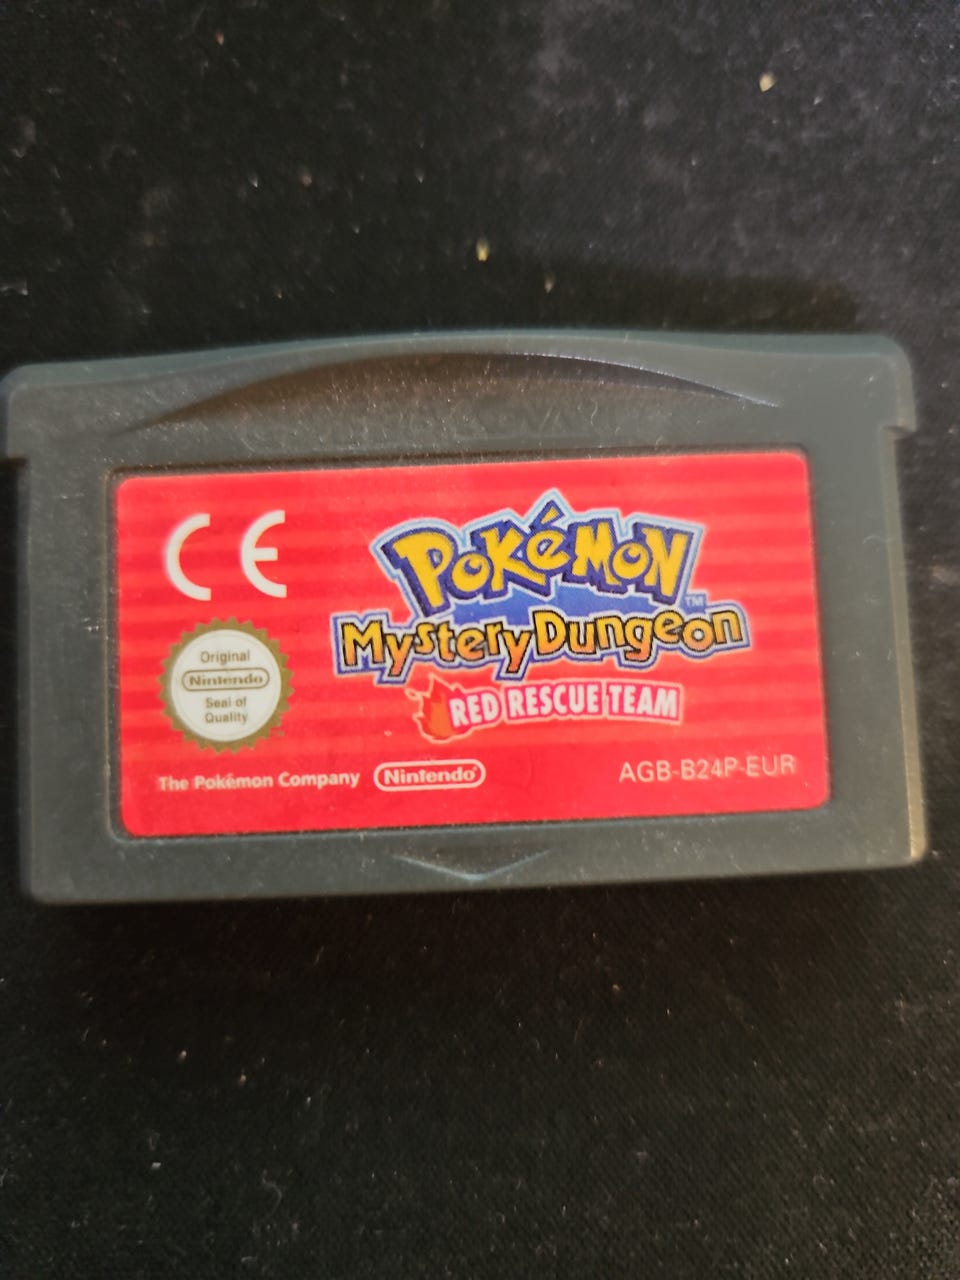 CE
POKéMON
TM
Mystery Dungeon
RED RESCUE TEAM
Original
Nintendo
Seal of
Quality
The Pokémon Company Nintendo®
AGB-B24P-EUR